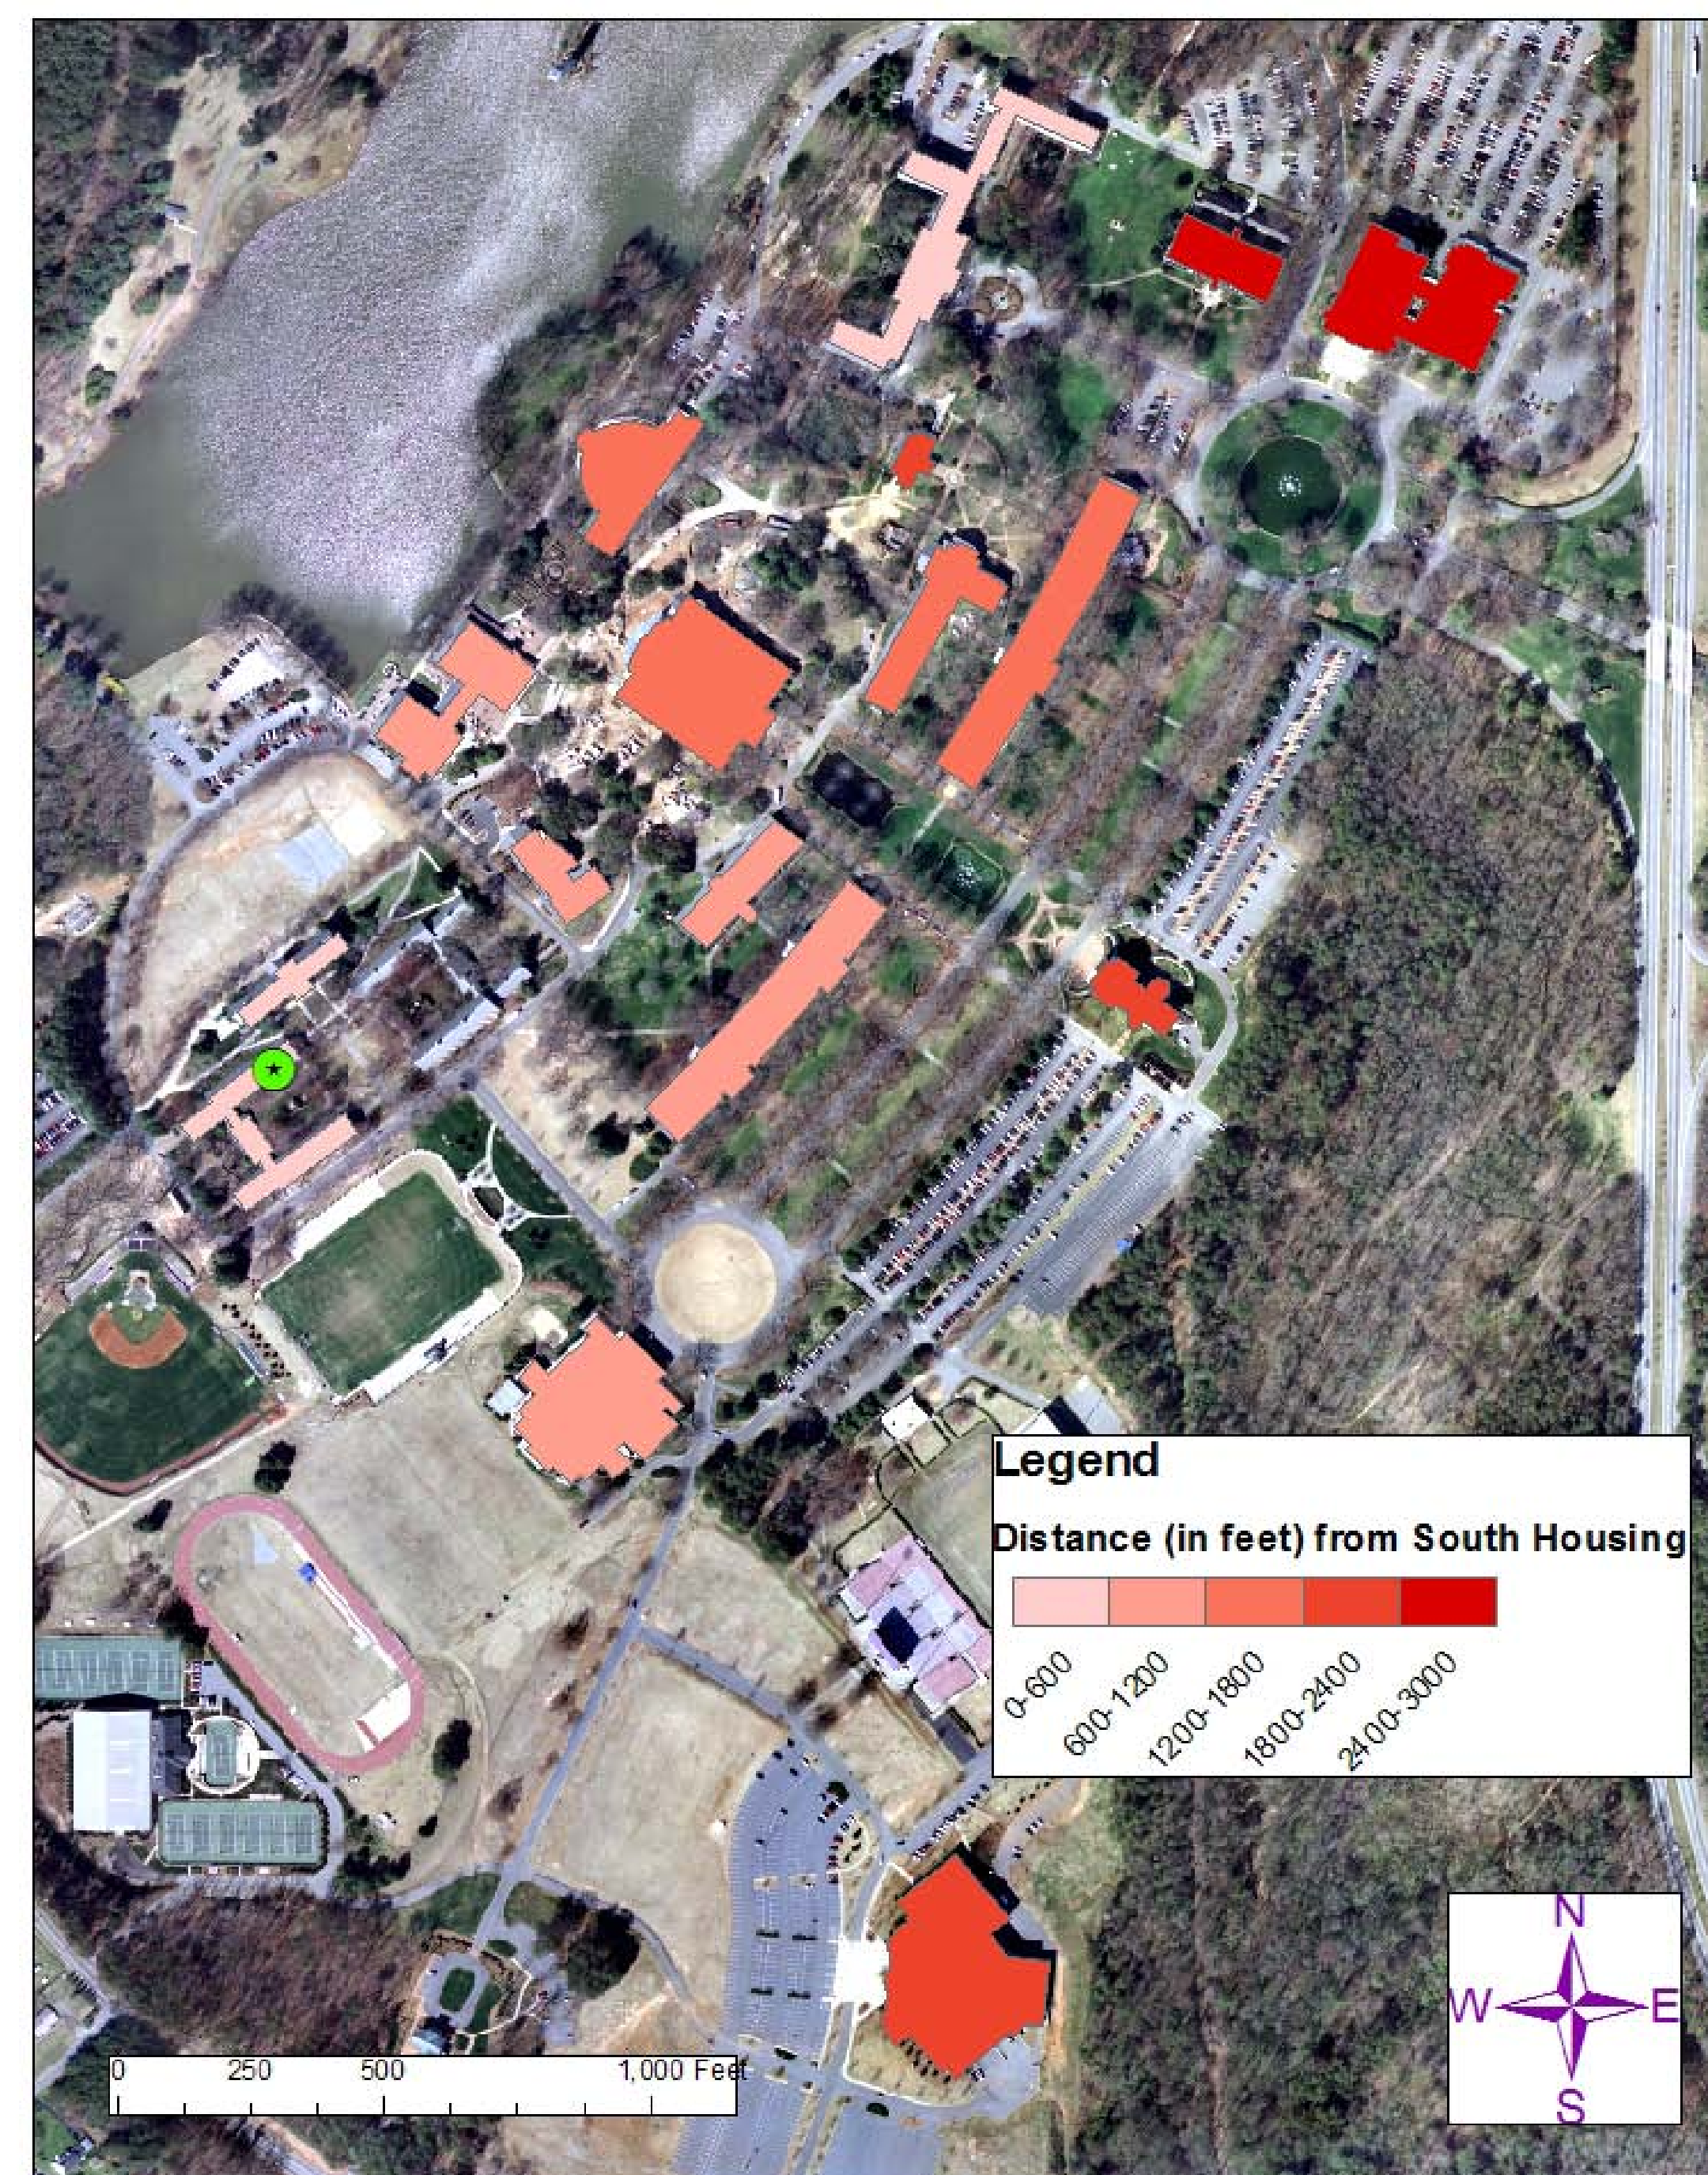 Legend
Distance (in feet) from South Housing
0-600
600-1200
1200-1800
1800-2400
2400-3000
N
W E
S
0 250 500 1,000 Feet